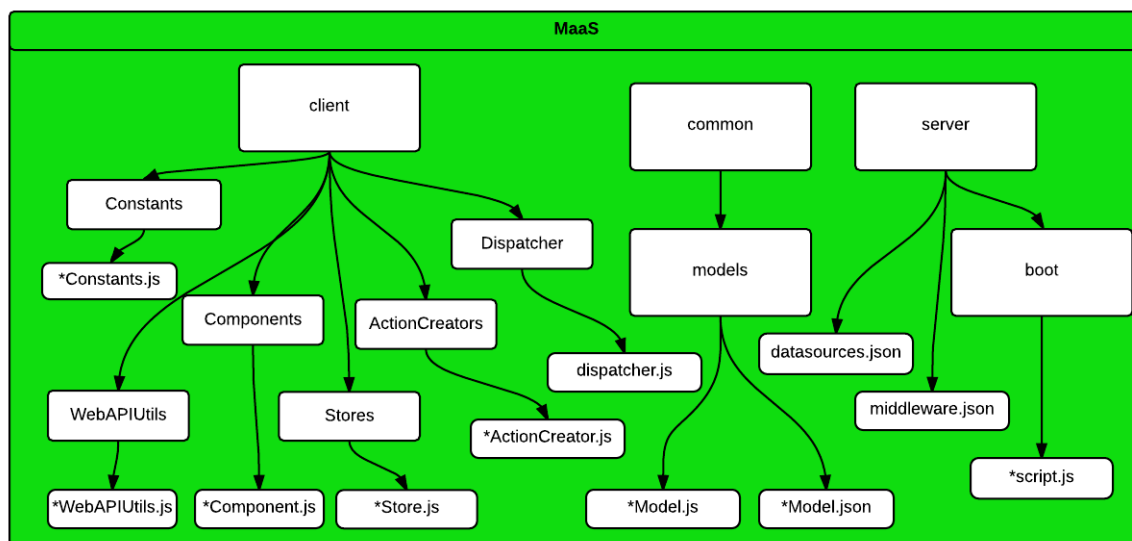 MaaS
client
common
server
Constants
Dispatcher
*Constants.js
models
boot
Components
ActionCreators
datasources.json
dispatcher.js
WebAPIUtils
Stores
middleware.json
*ActionCreator.js
*script.js
*WebAPIUtils.js
*Component.js
*Store.js
*Model.js
*Model.json